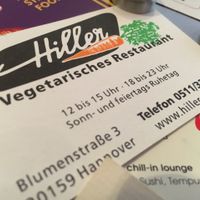 Hiller
Vegetarisches Restaurant
12 bis 15 Uhr · 18 bis 23 Uhr
Sonn- und feiertags Ruhetag
Telefon 0511/3
www.hiller
Blumenstraße 3
30159 Hannover
chill-in lounge
Sushi, Tempu